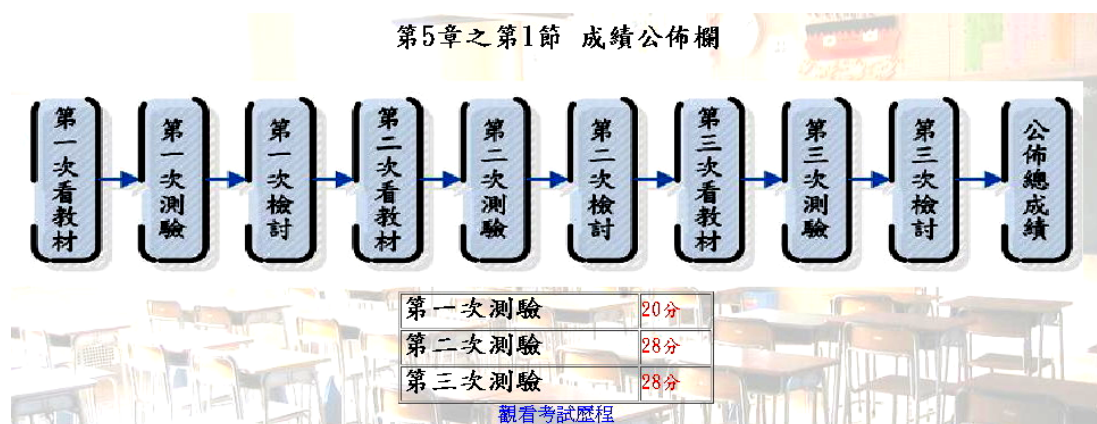 第5章之第1節 成績公佈欄
第一次看教材
第一次測驗
第一次檢討
第二次看教材
第二次測驗
第二次檢討
第三次看教材
第三次測驗
第三次檢討
公佈總成績
第一次測驗 20分
第二次測驗 28分
第三次測驗 28分
觀看考試歷程